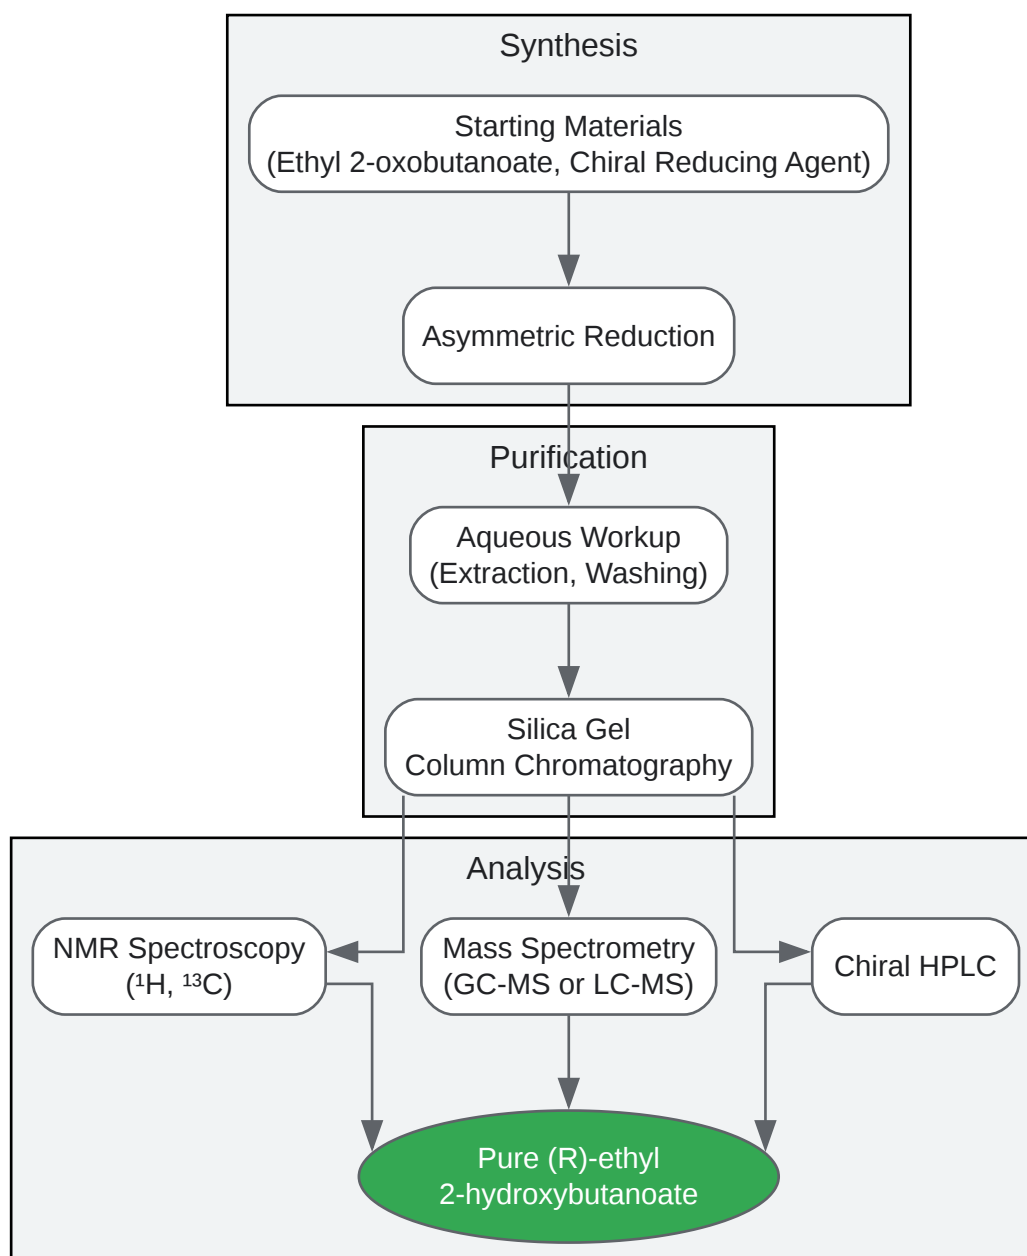 Synthesis
Starting Materials
(Ethyl 2-oxobutanoate, Chiral Reducing Agent)
Asymmetric Reduction
Purification
Aqueous Workup
(Extraction, Washing)
Silica Gel
Column Chromatography
Analysis
NMR Spectroscopy
(¹H, ¹³C)
Mass Spectrometry
(GC-MS or LC-MS)
Chiral HPLC
Pure (R)-ethyl
2-hydroxybutanoate